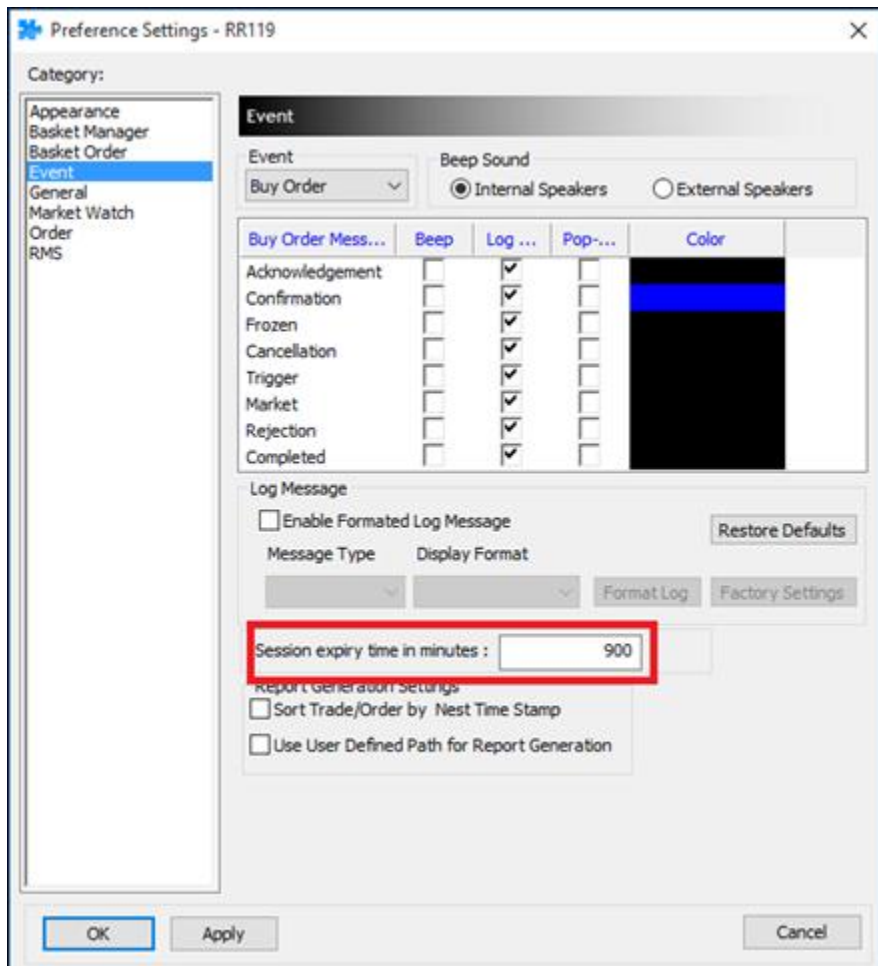 Preference Settings - RR119
Category:
Appearance
Basket Manager
Basket Order
Event
General
Market Watch
Order
RMS
Event
Event
Buy Order
Beep Sound
Internal Speakers
External Speakers
Buy Order Mess... Beep Log ... Pop-... Color
Acknowledgement
Confirmation
Frozen
Cancellation
Trigger
Market
Rejection
Completed
Log Message
Enable Formated Log Message
Restore Defaults
Message Type Display Format
Format Log Factory Settings
Session expiry time in minutes : 900
Report Generation Settings
Sort Trade/Order by Nest Time Stamp
Use User Defined Path for Report Generation
OK Apply Cancel